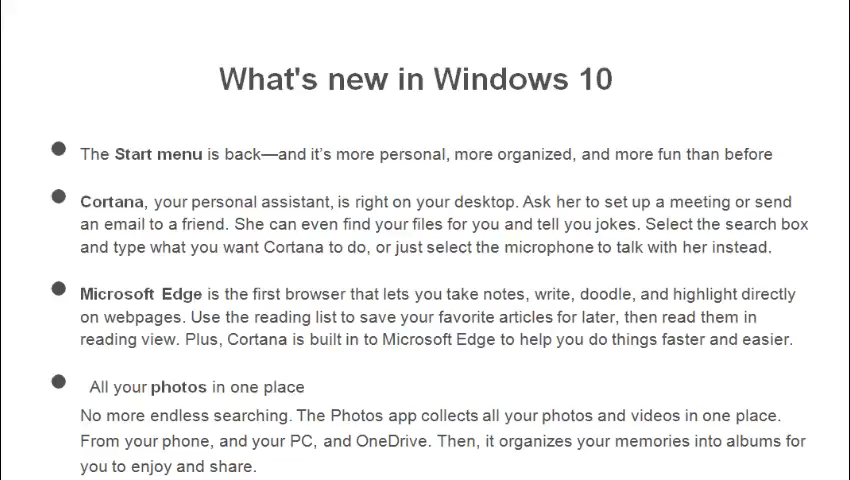 What's new in Windows 10
The Start menu is back—and it's more personal, more organized, and more fun than before
Cortana, your personal assistant, is right on your desktop. Ask her to set up a meeting or send
an email to a friend. She can even find your files for you and tell you jokes. Select the search box
and type what you want Cortana to do, or just select the microphone to talk with her instead.
Microsoft Edge is the first browser that lets you take notes, write, doodle, and highlight directly
on webpages. Use the reading list to save your favorite articles for later, then read them in
reading view. Plus, Cortana is built in to Microsoft Edge to help you do things faster and easier.
All your photos in one place
No more endless searching. The Photos app collects all your photos and videos in one place.
From your phone, and your PC, and OneDrive. Then, it organizes your memories into albums for
you to enjoy and share.